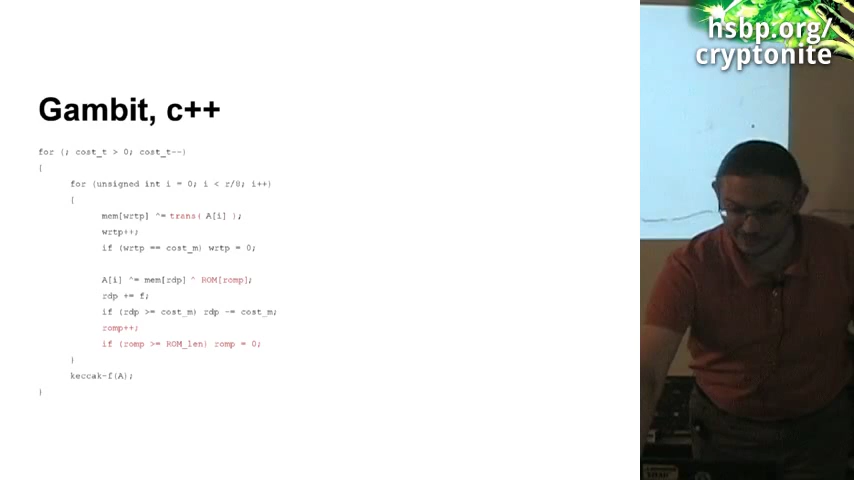 hsbp.org/
cryptonite
Gambit, c++
for (; cost_t > 0; cost_t--)
{
for (unsigned int i = 0; i < r/8; i++)
{
mem[wrtp] ^= trans( A[i] );
wrtp++;
if (wrtp == cost_m) wrtp = 0;
A[i] ^= mem[rdp] ^ ROM[romp];
rdp += f;
if (rdp >= cost_m) rdp -= cost_m;
romp++;
if (romp >= ROM_len) romp = 0;
}
keccak-f(A);
}